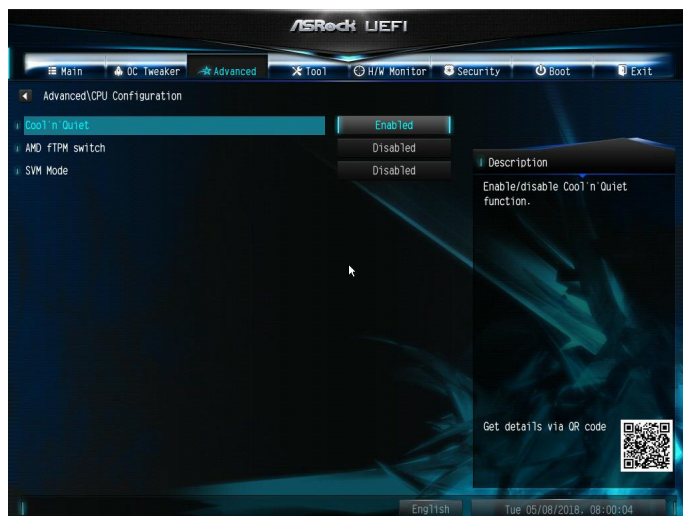 ASRock UEFI
Main
OC Tweaker
Advanced
Tool
H/W Monitor
Security
Boot
Exit
Advanced\CPU Configuration
Cool'n'Quiet
Enabled
AMD fTPM switch
Disabled
SVM Mode
Disabled
Description
Enable/disable Cool'n'Quiet
function.
Get details via QR code
English
Tue 05/08/2018. 08:00:04